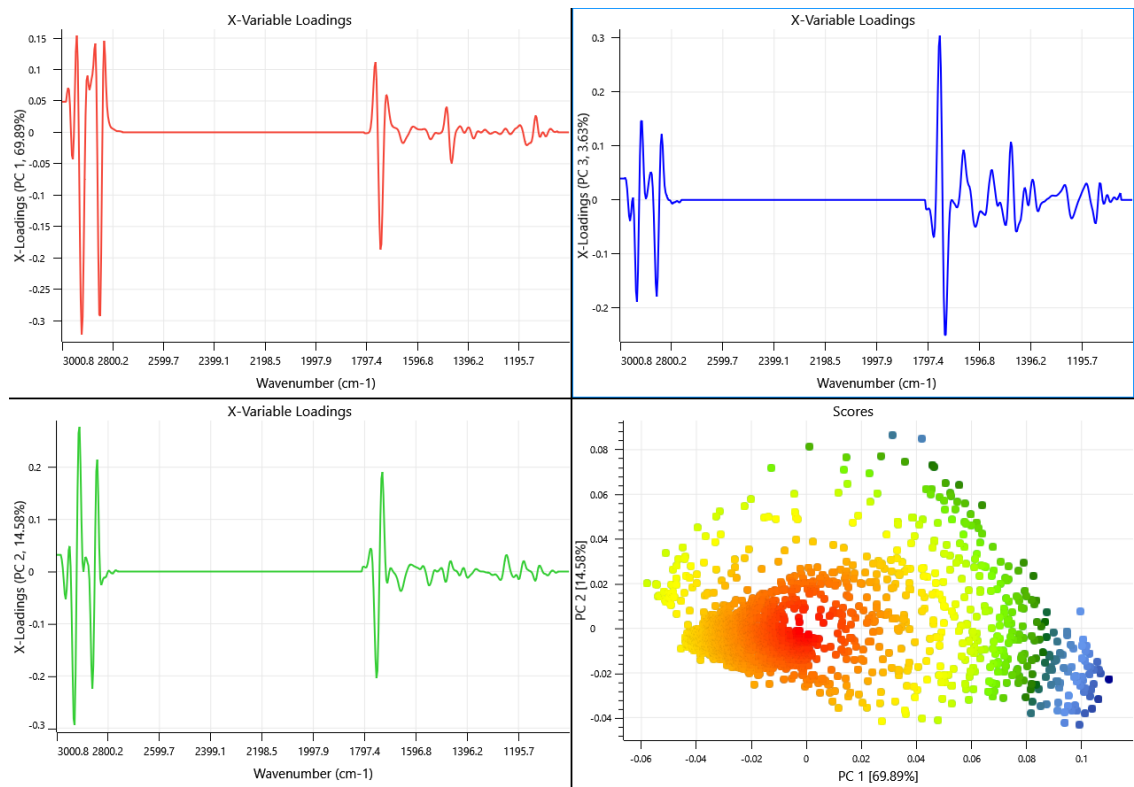 X-Variable Loadings
X-Loadings (PC 1, 69.89%)
0.15
0.1
0.05
0
-0.05
-0.1
-0.15
-0.2
-0.25
-0.3
3000.8 2800.2 2599.7 2399.1 2198.5 1997.9 1797.4 1596.8 1396.2 1195.7
Wavenumber (cm-1)
X-Variable Loadings
X-Loadings (PC 3, 3.63%)
0.3
0.2
0.1
0
-0.1
-0.2
3000.8 2800.2 2599.7 2399.1 2198.5 1997.9 1797.4 1596.8 1396.2 1195.7
Wavenumber (cm-1)
X-Variable Loadings
X-Loadings (PC 2, 14.58%)
0.2
0.1
0
-0.1
-0.2
-0.3
3000.8 2800.2 2599.7 2399.1 2198.5 1997.9 1797.4 1596.8 1396.2 1195.7
Wavenumber (cm-1)
Scores
PC 2 [14.58%]
0.08
0.06
0.04
0.02
0
-0.02
-0.04
-0.06 -0.04 -0.02 0 0.02 0.04 0.06 0.08 0.1
PC 1 [69.89%]